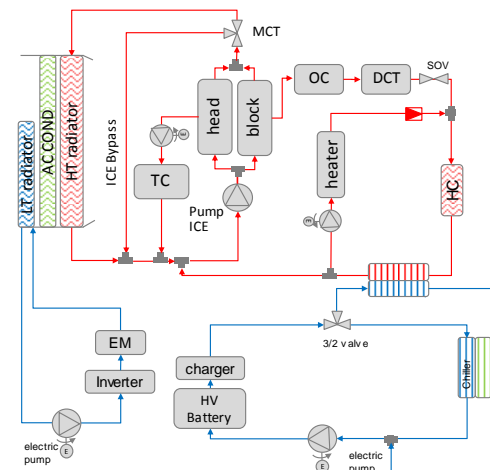 MCT
SOV
OC
DCT
head
block
LT radiator
AC COND
HT radiator
ICE Bypass
E
TC
Pump
ICE
heater
E
HC
3/2 valve
EM
Inverter
charger
HV
Battery
Chiller
electric
pump
E
electric
pump
E